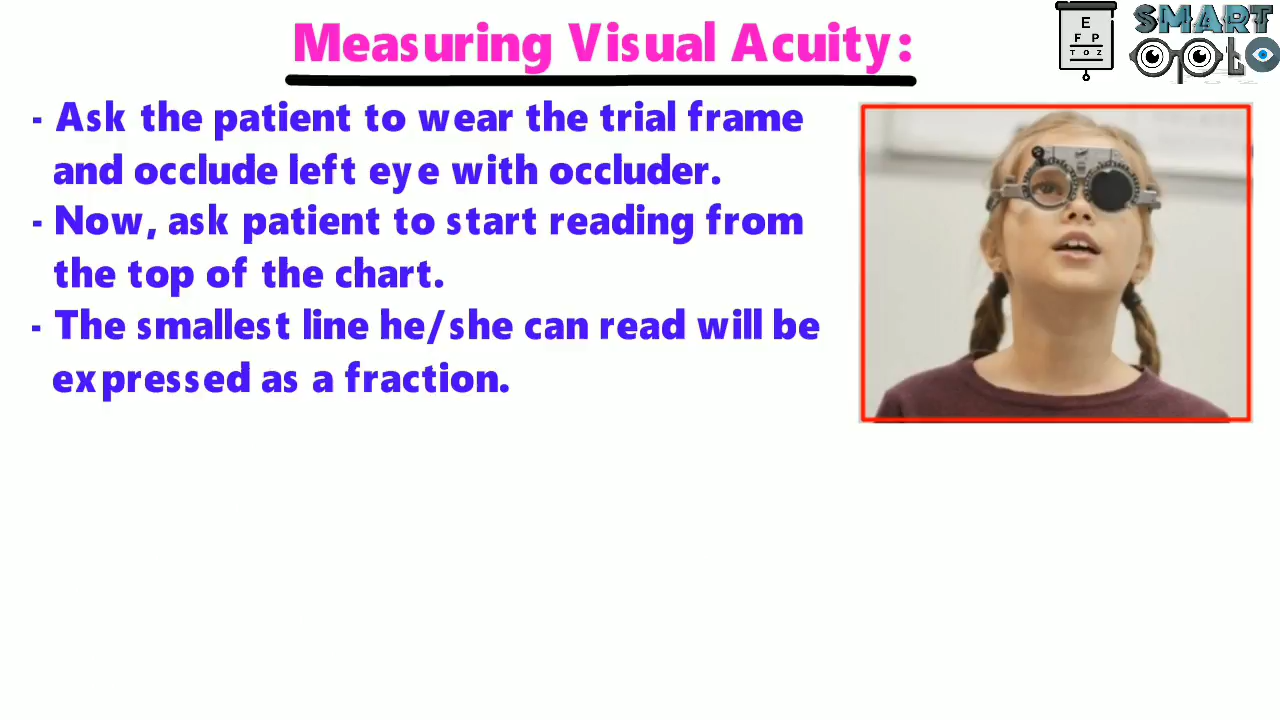 Measuring Visual Acuity:
- Ask the patient to wear the trial frame
and occlude left eye with occluder.
- Now, ask patient to start reading from
the top of the chart.
- The smallest line he/she can read will be
expressed as a fraction.
E
F P
T O Z
SMART
opto